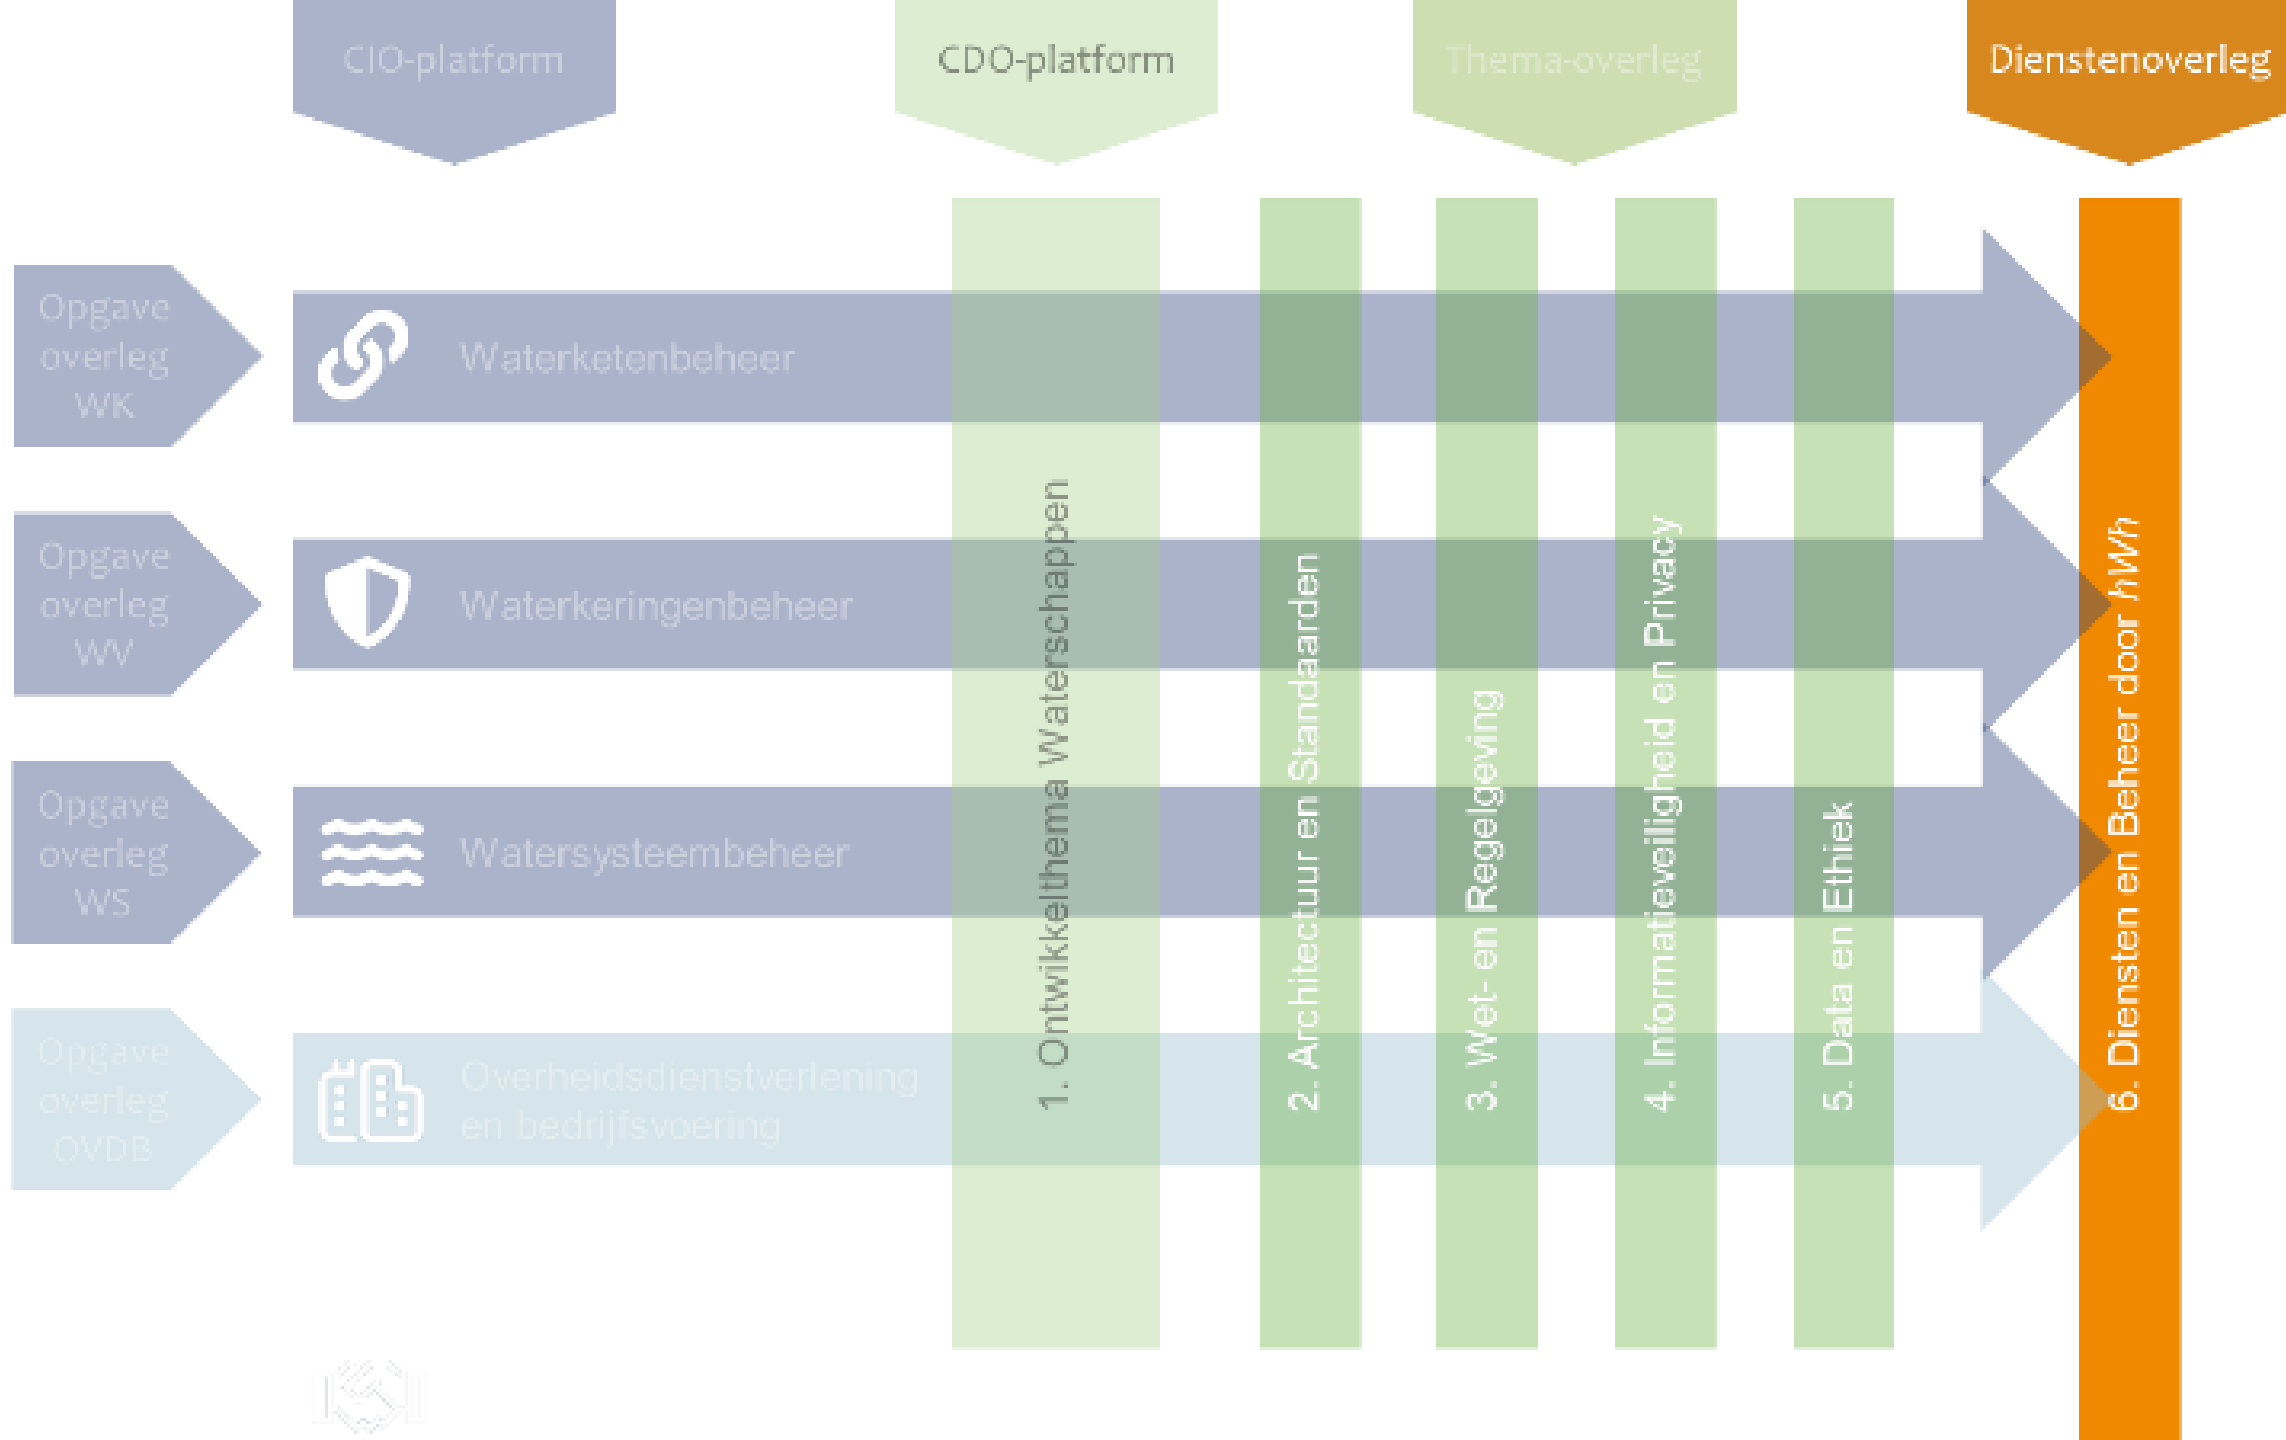 CIO-platform
CDO-platform
Thema-overleg
Dienstenoverleg
Opgave
overleg
WK
Waterketenbeheer
Opgave
overleg
WV
Waterkeringenbeheer
Opgave
overleg
WS
Watersysteembeheer
Opgave
overleg
OVDB
Overheidsdienstverlening
en bedrijfsvoering
1. Ontwikkelthema Waterschappen
2. Architectuur en Standaarden
3. Wet- en Regelgeving
4. Informatieveiligheid en Privacy
5. Data en Ethiek
6. Diensten en Beheer door hWh